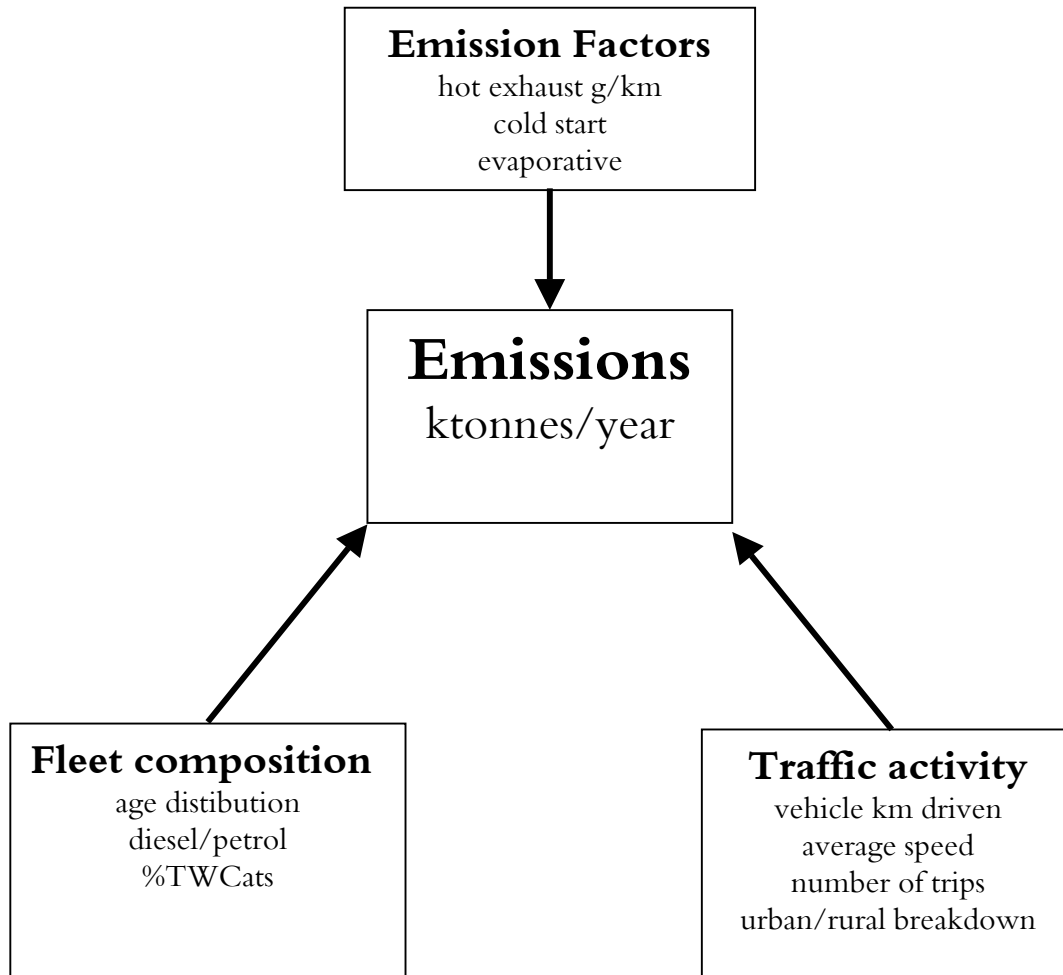 Emission Factors
hot exhaust g/km
cold start
evaporative
Emissions
ktonnes/year
Fleet composition
age distibution
diesel/petrol
%TWCats
Traffic activity
vehicle km driven
average speed
number of trips
urban/rural breakdown